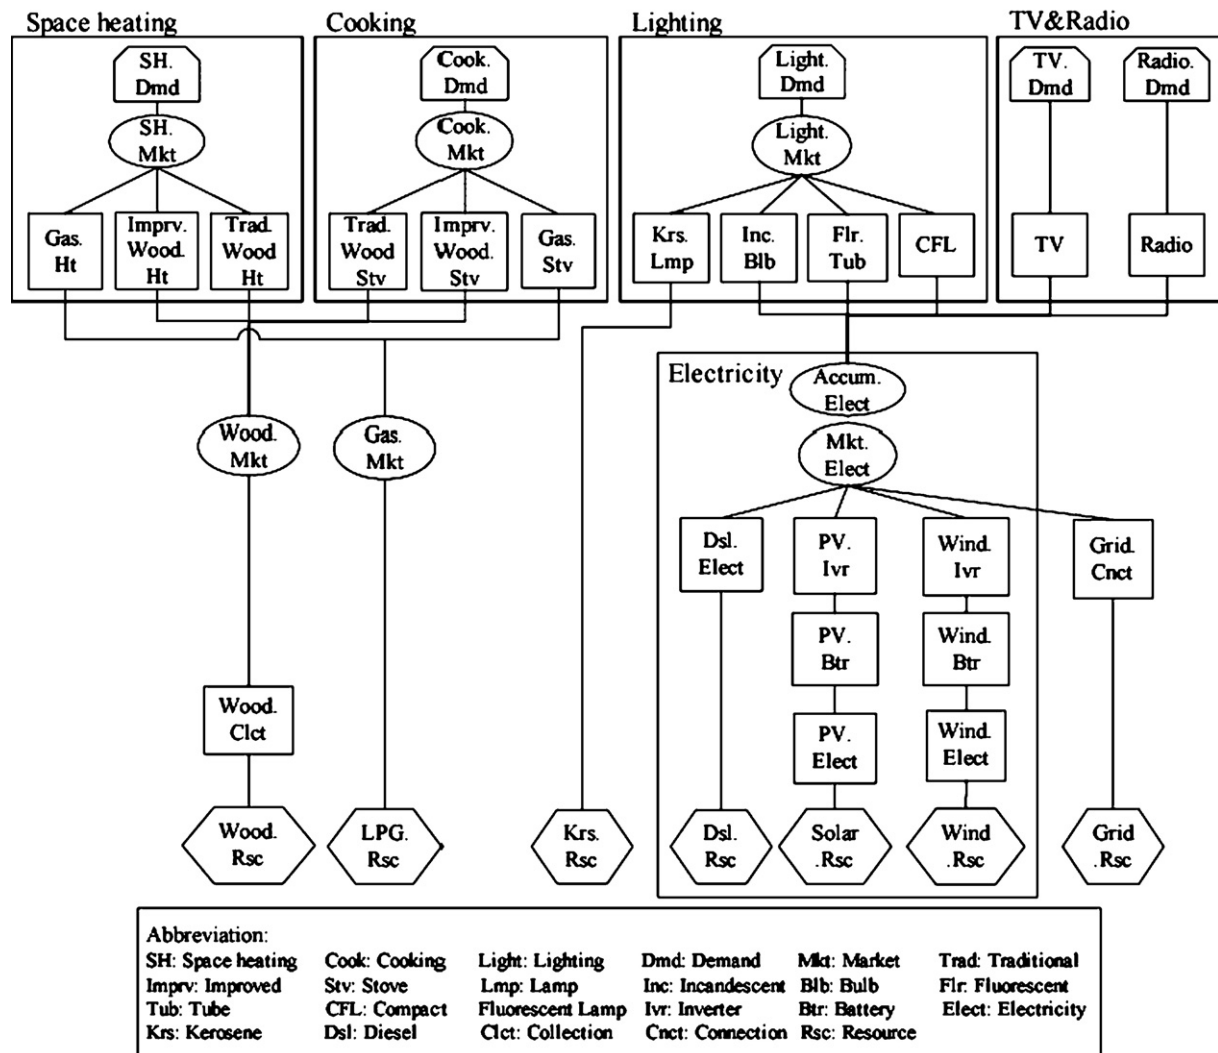 Space heating
Cooking
Lighting
TV&Radio
SH.
Dmd
Cook.
Dmd
Light.
Dmd
TV.
Dmd
Radio.
Dmd
SH.
Mkt
Cook.
Mkt
Light.
Mkt
Gas.
Ht
Imprv.
Wood.
Ht
Trad.
Wood
Ht
Trad.
Wood
Stv
Imprv.
Wood.
Stv
Gas.
Stv
Krs.
Lmp
Inc.
Blb
Flr.
Tub
CFL
TV
Radio
Electricity
Accum.
Elect
Wood.
Mkt
Gas.
Mkt
Mkt.
Elect
Dsl.
Elect
PV.
Ivr
Wind.
Ivr
Grid.
Cnct
PV.
Btr
Wind.
Btr
Wood.
Clct
PV.
Elect
Wind.
Elect
Wood.
Rsc
LPG.
Rsc
Krs.
Rsc
Dsl.
Rsc
Solar
.Rsc
Wind
.Rsc
Grid
.Rsc
Abbreviation:
SH: Space heating Cook: Cooking Light: Lighting Dmd: Demand Mkt: Market Trad: Traditional
Imprv: Improved Stv: Stove Lmp: Lamp Inc: Incandescent Blb: Bulb Flr: Fluorescent
Tub: Tube CFL: Compact Fluorescent Lamp Ivr: Inverter Btr: Battery Elect: Electricity
Krs: Kerosene Dsl: Diesel Clct: Collection Cnct: Connection Rsc: Resource